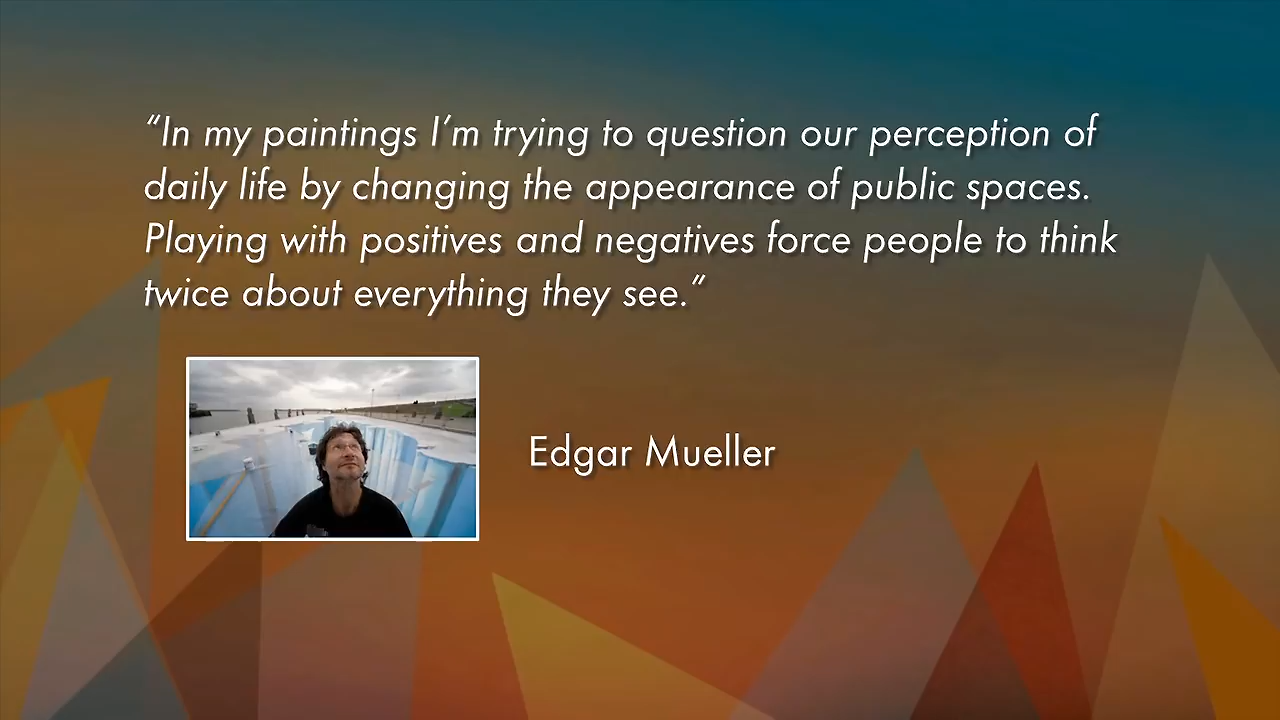 “In my paintings I’m trying to question our perception of
daily life by changing the appearance of public spaces.
Playing with positives and negatives force people to think
twice about everything they see.”
Edgar Mueller